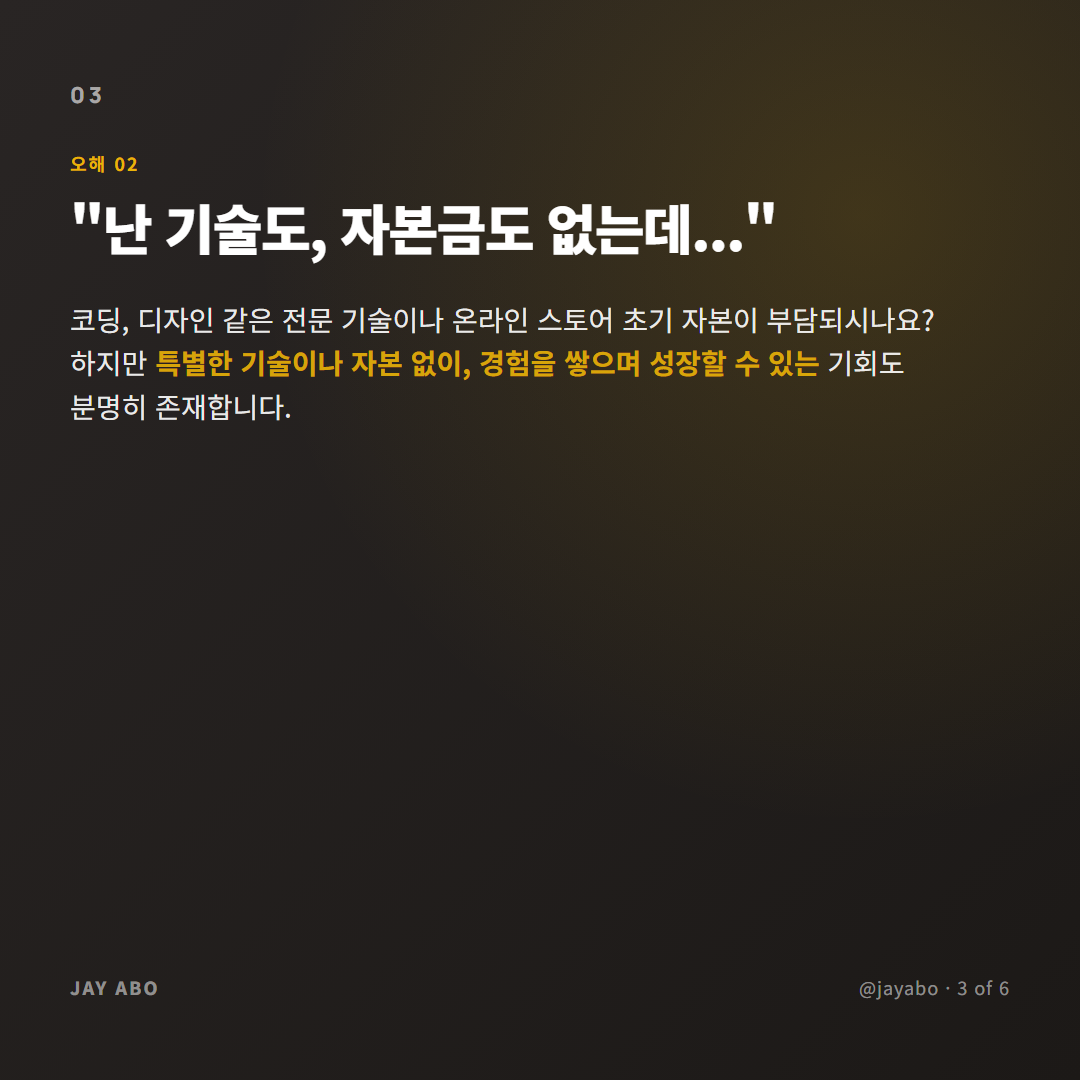 03
오해 02
"난 기술도, 자본금도 없는데..."
코딩, 디자인 같은 전문 기술이나 온라인 스토어 초기 자본이 부담되시나요?
하지만 특별한 기술이나 자본 없이, 경험을 쌓으며 성장할 수 있는 기회도
분명히 존재합니다.
JAY ABO
@jayabo · 3 of 6